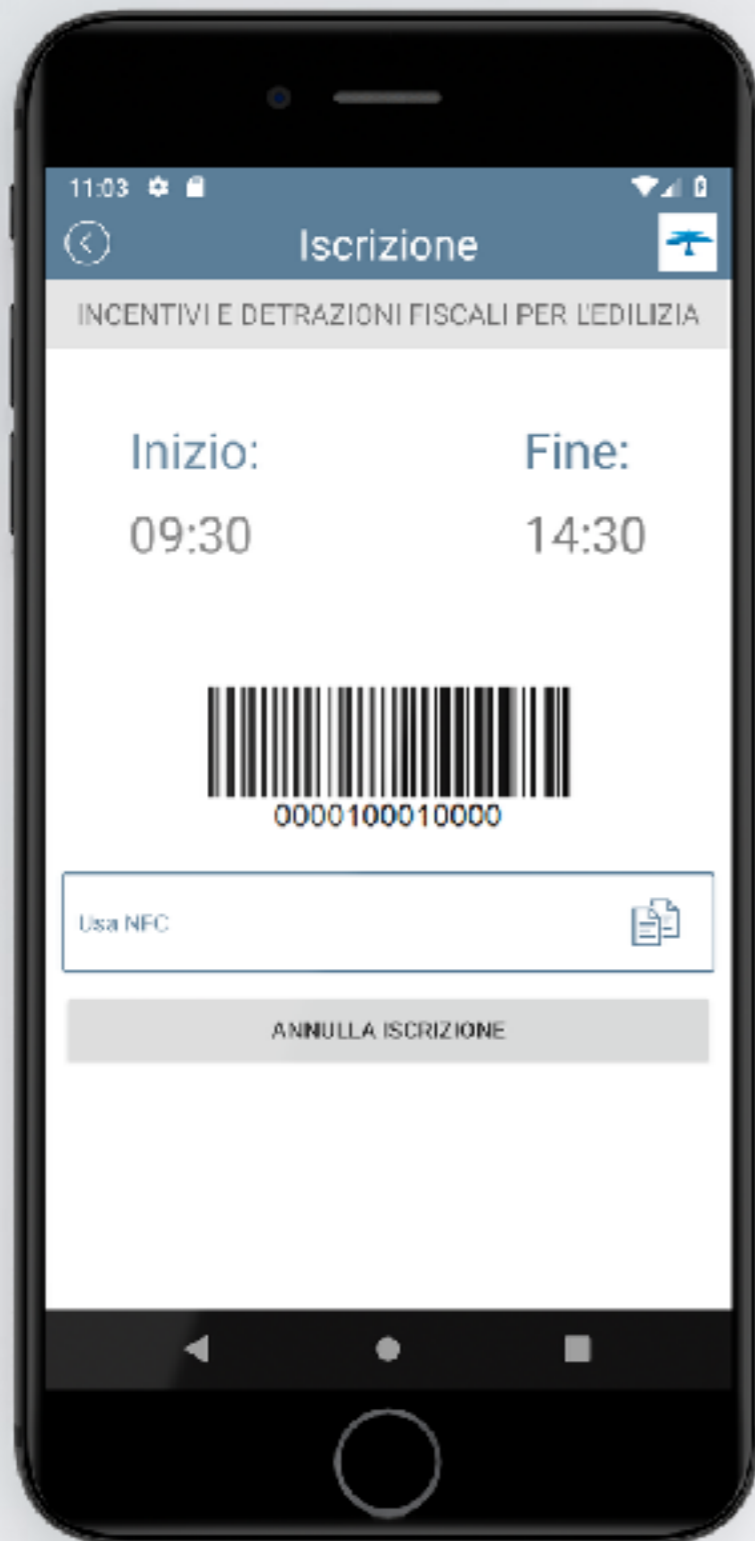 11:03
Iscrizione
INCENTIVI E DETRAZIONI FISCALI PER L'EDILIZIA
Inizio: Fine:
09:30 14:30
0000100010000
Usa NFC
ANNULLA ISCRIZIONE